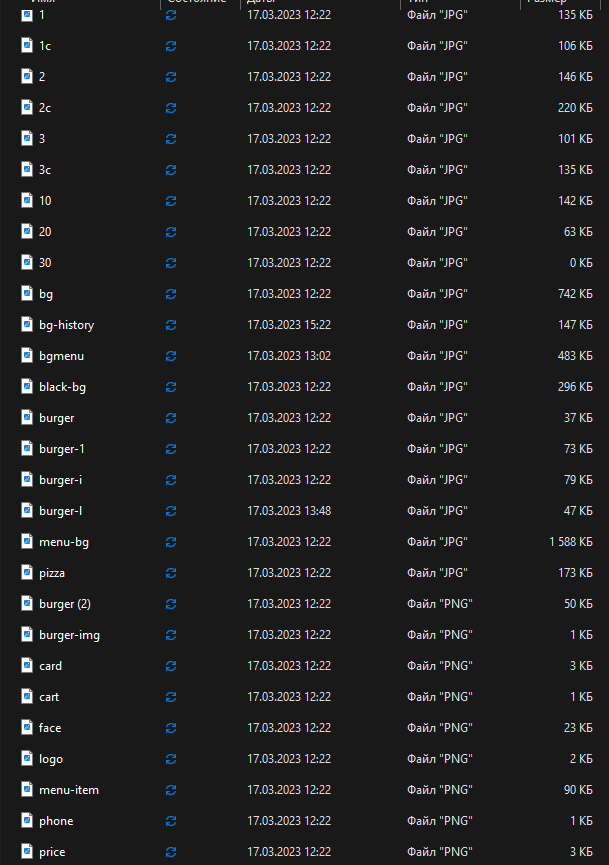 Имя Состояние Дата Тип Размер
1 17.03.2023 12:22 Файл "JPG" 135 КБ
1c 17.03.2023 12:22 Файл "JPG" 106 КБ
2 17.03.2023 12:22 Файл "JPG" 146 КБ
2c 17.03.2023 12:22 Файл "JPG" 220 КБ
3 17.03.2023 12:22 Файл "JPG" 101 КБ
3c 17.03.2023 12:22 Файл "JPG" 135 КБ
10 17.03.2023 12:22 Файл "JPG" 142 КБ
20 17.03.2023 12:22 Файл "JPG" 63 КБ
30 17.03.2023 12:22 Файл "JPG" 0 КБ
bg 17.03.2023 12:22 Файл "JPG" 742 КБ
bg-history 17.03.2023 15:22 Файл "JPG" 147 КБ
bgmenu 17.03.2023 13:02 Файл "JPG" 483 КБ
black-bg 17.03.2023 12:22 Файл "JPG" 296 КБ
burger 17.03.2023 12:22 Файл "JPG" 37 КБ
burger-1 17.03.2023 12:22 Файл "JPG" 73 КБ
burger-i 17.03.2023 12:22 Файл "JPG" 79 КБ
burger-l 17.03.2023 13:48 Файл "JPG" 47 КБ
menu-bg 17.03.2023 12:22 Файл "JPG" 1 588 КБ
pizza 17.03.2023 12:22 Файл "JPG" 173 КБ
burger (2) 17.03.2023 12:22 Файл "PNG" 50 КБ
burger-img 17.03.2023 12:22 Файл "PNG" 1 КБ
card 17.03.2023 12:22 Файл "PNG" 3 КБ
cart 17.03.2023 12:22 Файл "PNG" 1 КБ
face 17.03.2023 12:22 Файл "PNG" 23 КБ
logo 17.03.2023 12:22 Файл "PNG" 2 КБ
menu-item 17.03.2023 12:22 Файл "PNG" 90 КБ
phone 17.03.2023 12:22 Файл "PNG" 1 КБ
price 17.03.2023 12:22 Файл "PNG" 3 КБ